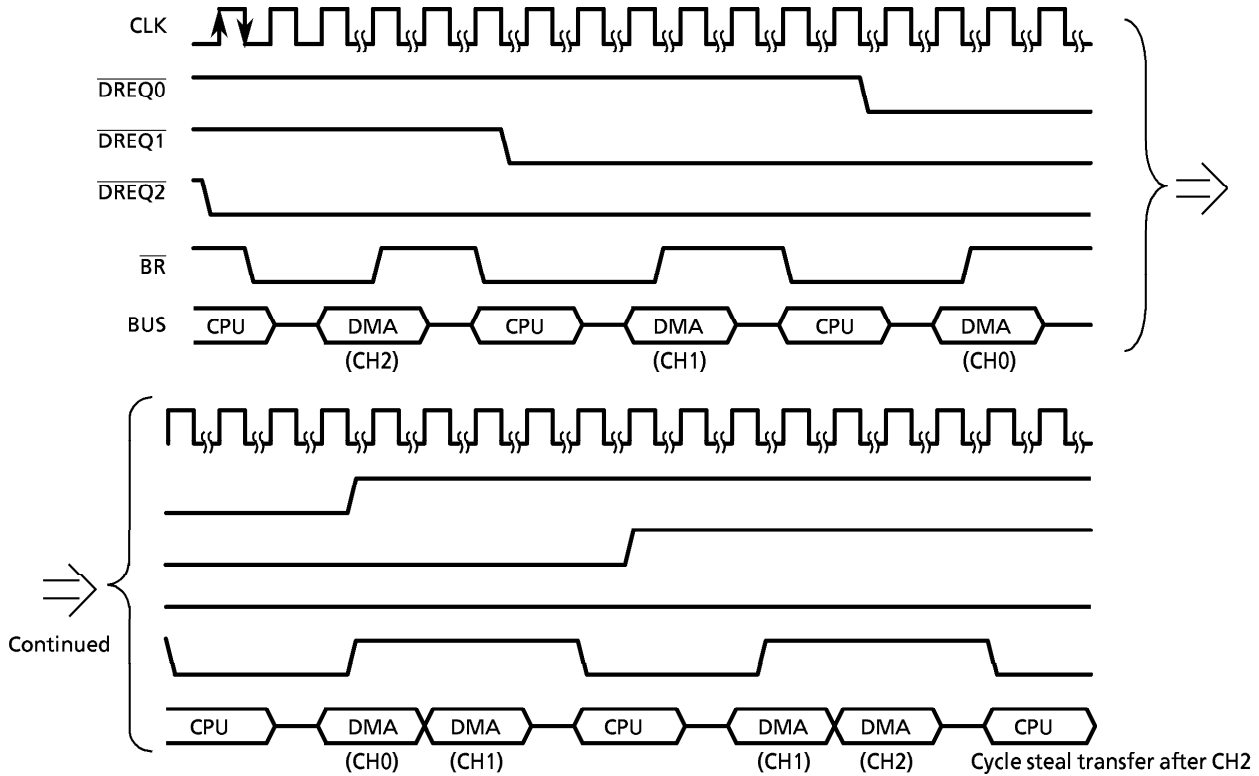 CLK
DREQ0
DREQ1
DREQ2
BR
BUS CPU DMA CPU DMA CPU DMA
(CH2) (CH1) (CH0)
Continued
CPU DMA DMA CPU DMA DMA CPU
(CH0) (CH1) (CH1) (CH2) Cycle steal transfer after CH2